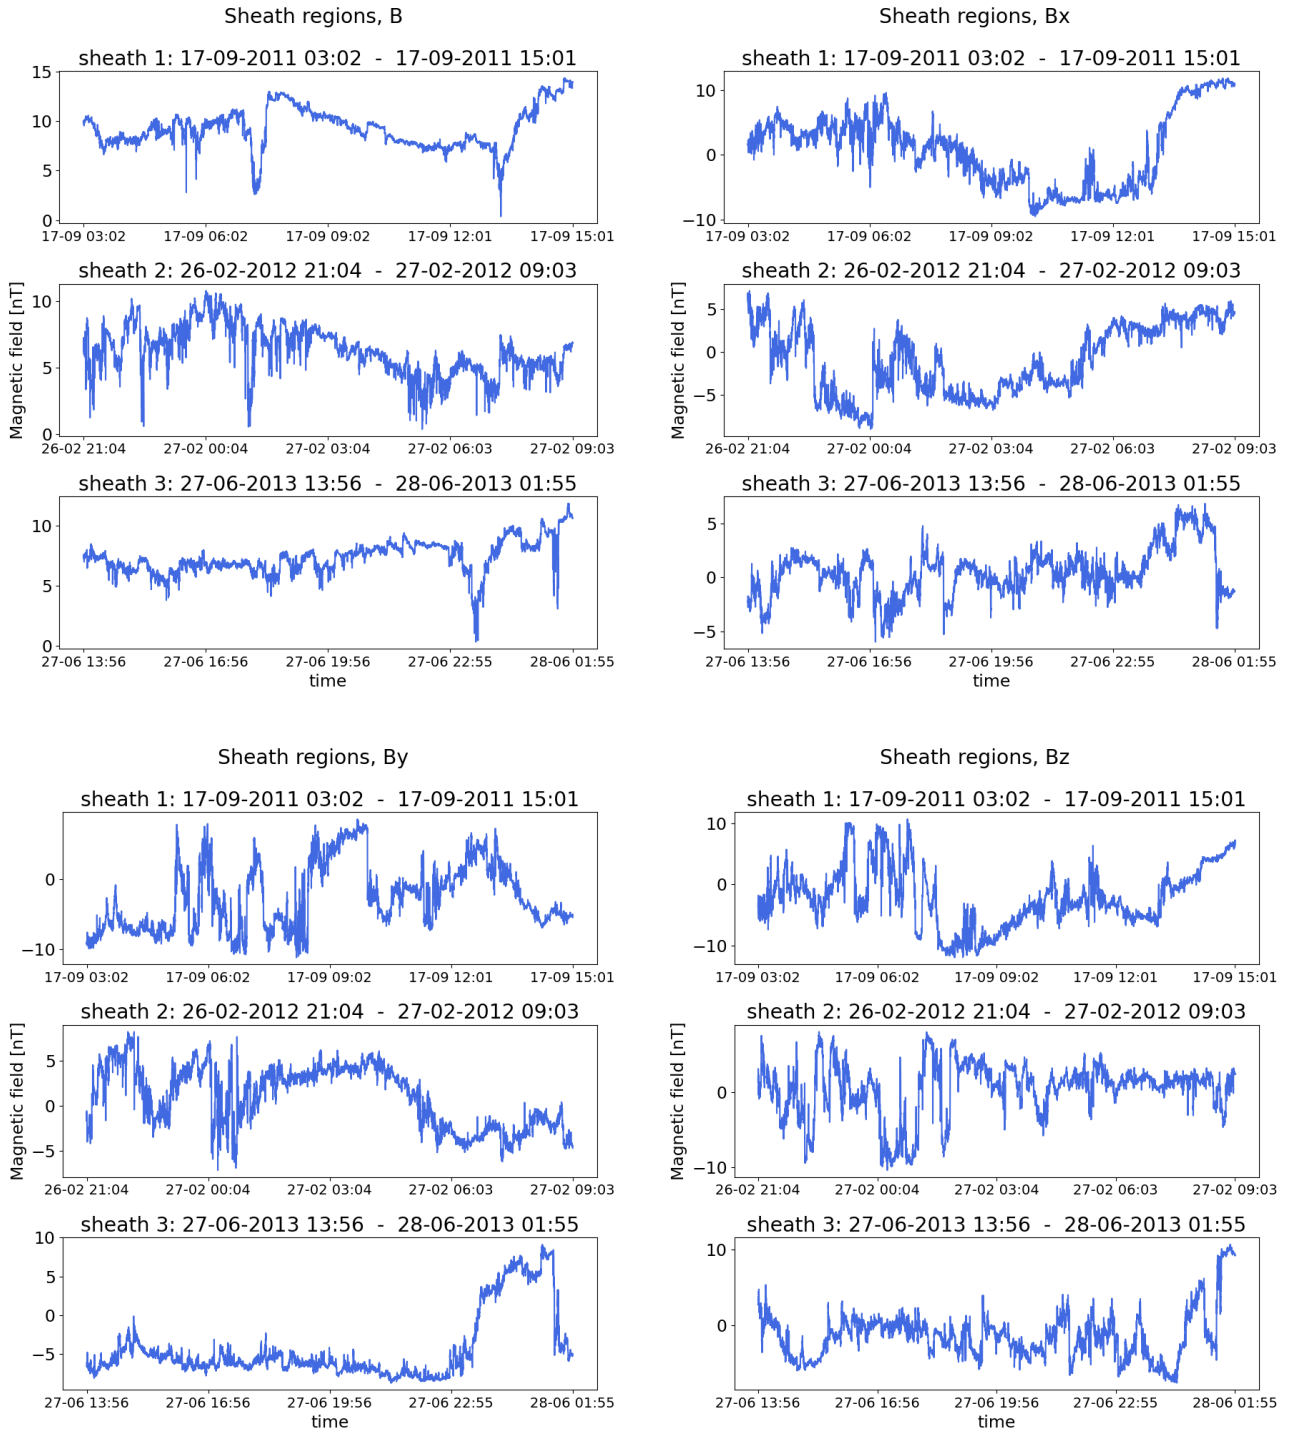 Sheath regions, B
sheath 1: 17-09-2011 03:02 - 17-09-2011 15:01
15
10
5
0
17-09 03:02 17-09 06:02 17-09 09:02 17-09 12:01 17-09 15:01
sheath 2: 26-02-2012 21:04 - 27-02-2012 09:03
Magnetic field [nT]
10
5
0
26-02 21:04 27-02 00:04 27-02 03:04 27-02 06:03 27-02 09:03
sheath 3: 27-06-2013 13:56 - 28-06-2013 01:55
10
5
0
27-06 13:56 27-06 16:56 27-06 19:56 27-06 22:55 28-06 01:55
time
Sheath regions, Bx
sheath 1: 17-09-2011 03:02 - 17-09-2011 15:01
10
0
−10
17-09 03:02 17-09 06:02 17-09 09:02 17-09 12:01 17-09 15:01
sheath 2: 26-02-2012 21:04 - 27-02-2012 09:03
Magnetic field [nT]
5
0
−5
26-02 21:04 27-02 00:04 27-02 03:04 27-02 06:03 27-02 09:03
sheath 3: 27-06-2013 13:56 - 28-06-2013 01:55
5
0
−5
27-06 13:56 27-06 16:56 27-06 19:56 27-06 22:55 28-06 01:55
time
Sheath regions, By
sheath 1: 17-09-2011 03:02 - 17-09-2011 15:01
0
−10
17-09 03:02 17-09 06:02 17-09 09:02 17-09 12:01 17-09 15:01
sheath 2: 26-02-2012 21:04 - 27-02-2012 09:03
Magnetic field [nT]
5
0
−5
26-02 21:04 27-02 00:04 27-02 03:04 27-02 06:03 27-02 09:03
sheath 3: 27-06-2013 13:56 - 28-06-2013 01:55
10
5
0
−5
27-06 13:56 27-06 16:56 27-06 19:56 27-06 22:55 28-06 01:55
time
Sheath regions, Bz
sheath 1: 17-09-2011 03:02 - 17-09-2011 15:01
10
0
−10
17-09 03:02 17-09 06:02 17-09 09:02 17-09 12:01 17-09 15:01
sheath 2: 26-02-2012 21:04 - 27-02-2012 09:03
Magnetic field [nT]
0
−10
26-02 21:04 27-02 00:04 27-02 03:04 27-02 06:03 27-02 09:03
sheath 3: 27-06-2013 13:56 - 28-06-2013 01:55
10
0
27-06 13:56 27-06 16:56 27-06 19:56 27-06 22:55 28-06 01:55
time